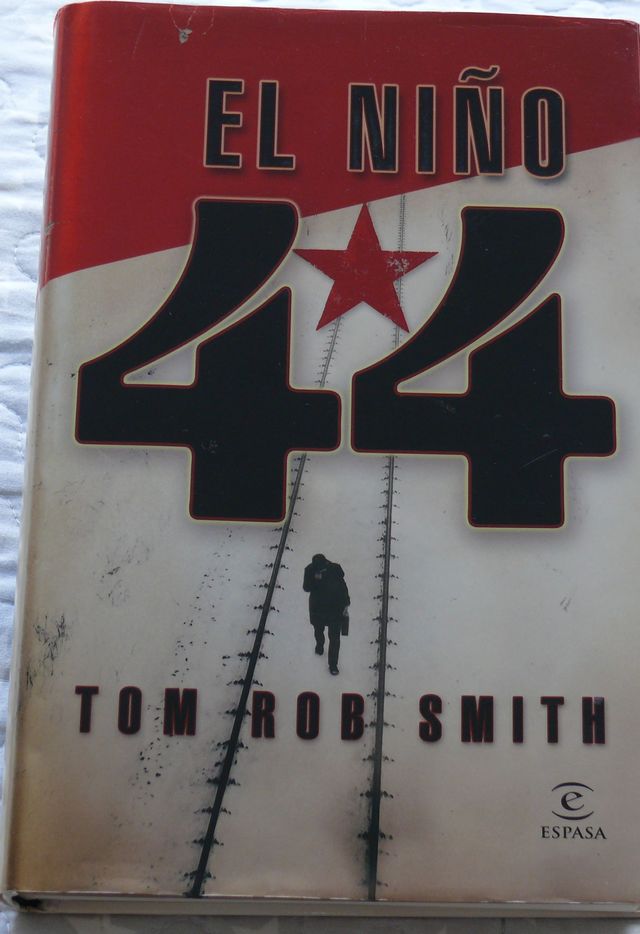 EL NIÑO
44
TOM ROB SMITH
e
ESPASA